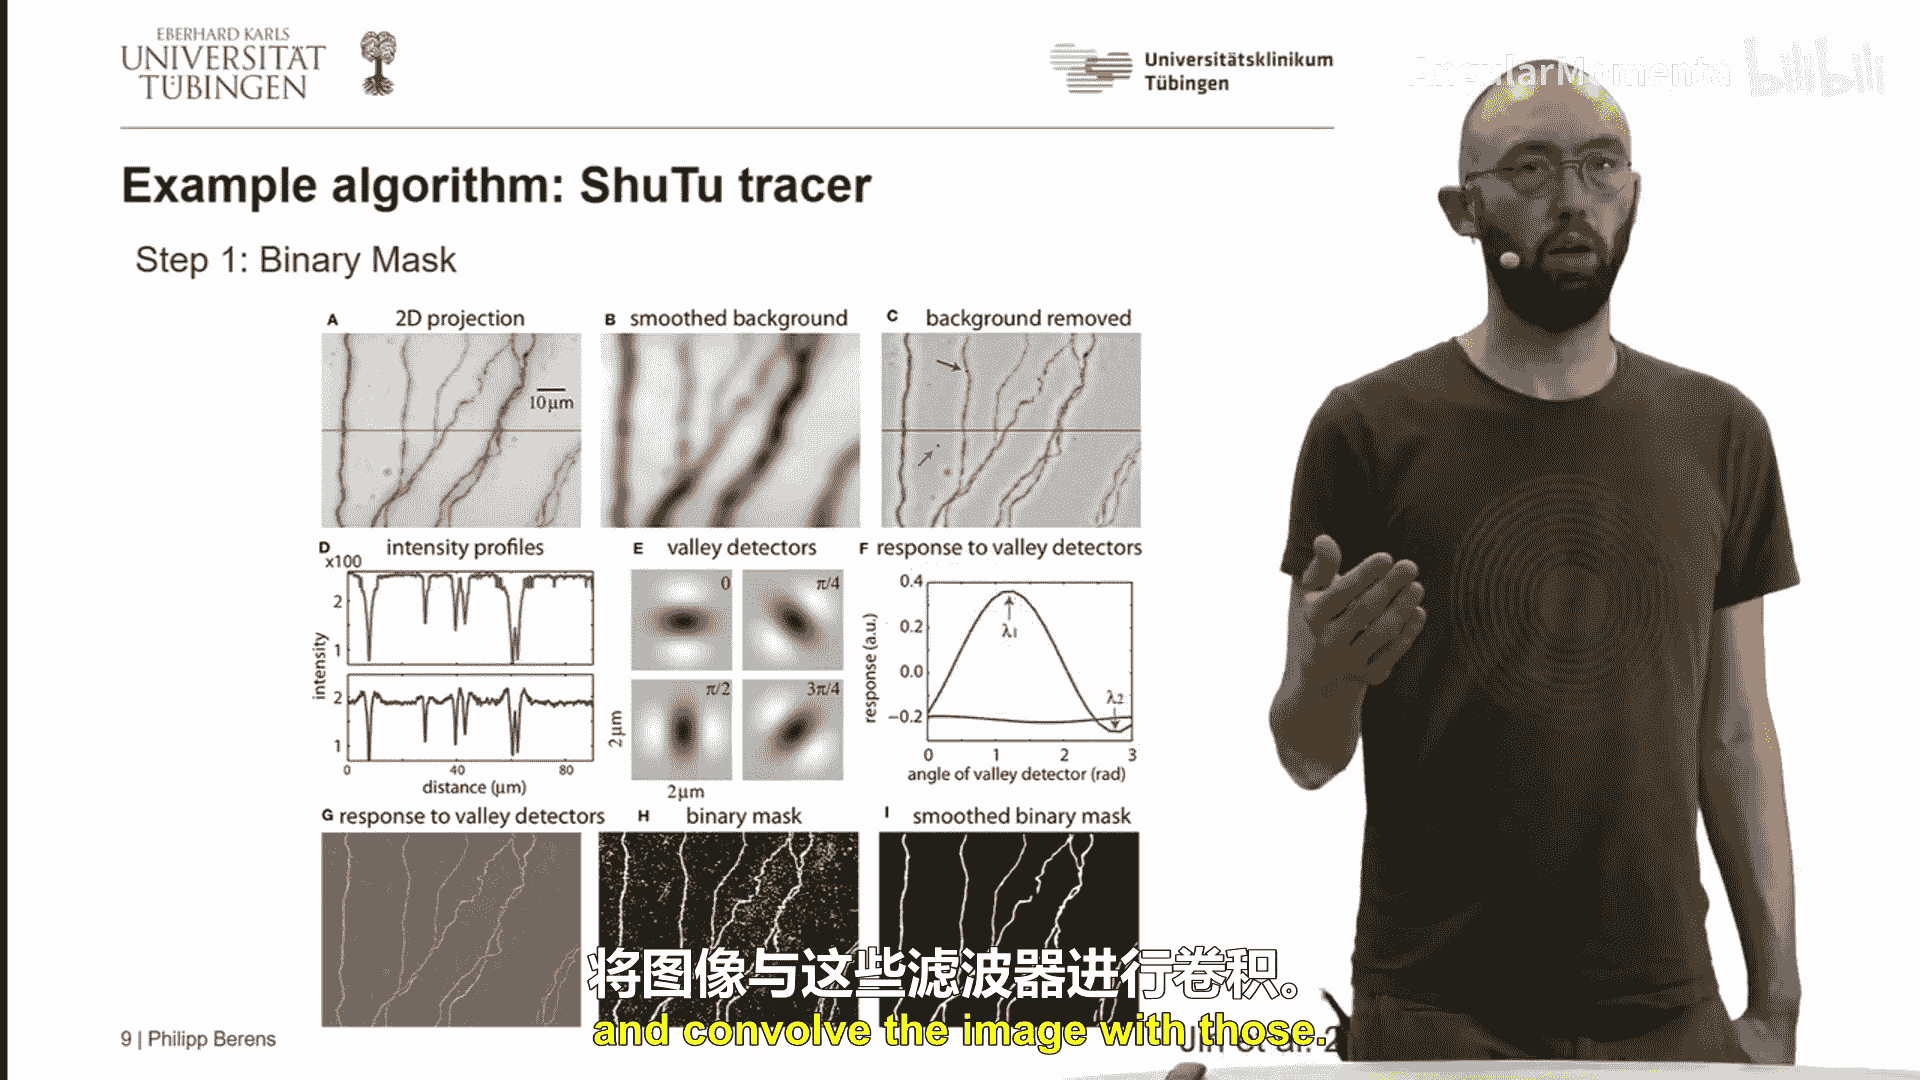 EBERHARD KARLS
UNIVERSITÄT
TÜBINGEN
Universitätsklinikum
Tübingen
AngularMomenta
bilibili
Example algorithm: ShuTu tracer
Step 1: Binary Mask
A 2D projection
B smoothed background
C background removed
10μm
D intensity profiles
E valley detectors
F response to valley detectors
x100
intensity
2
1
2
1
0 40 80
distance (μm)
0
π/4
π/2
3π/4
2μm
2μm
response (a.u.)
0.4
0.2
0.0
−0.2
λ1
λ2
0 1 2 3
angle of valley detector (rad)
G response to valley detectors
H binary mask
I smoothed binary mask
将图像与这些滤波器进行卷积。
and convolve the image with those.
9 | Philipp Berens
et al. 2